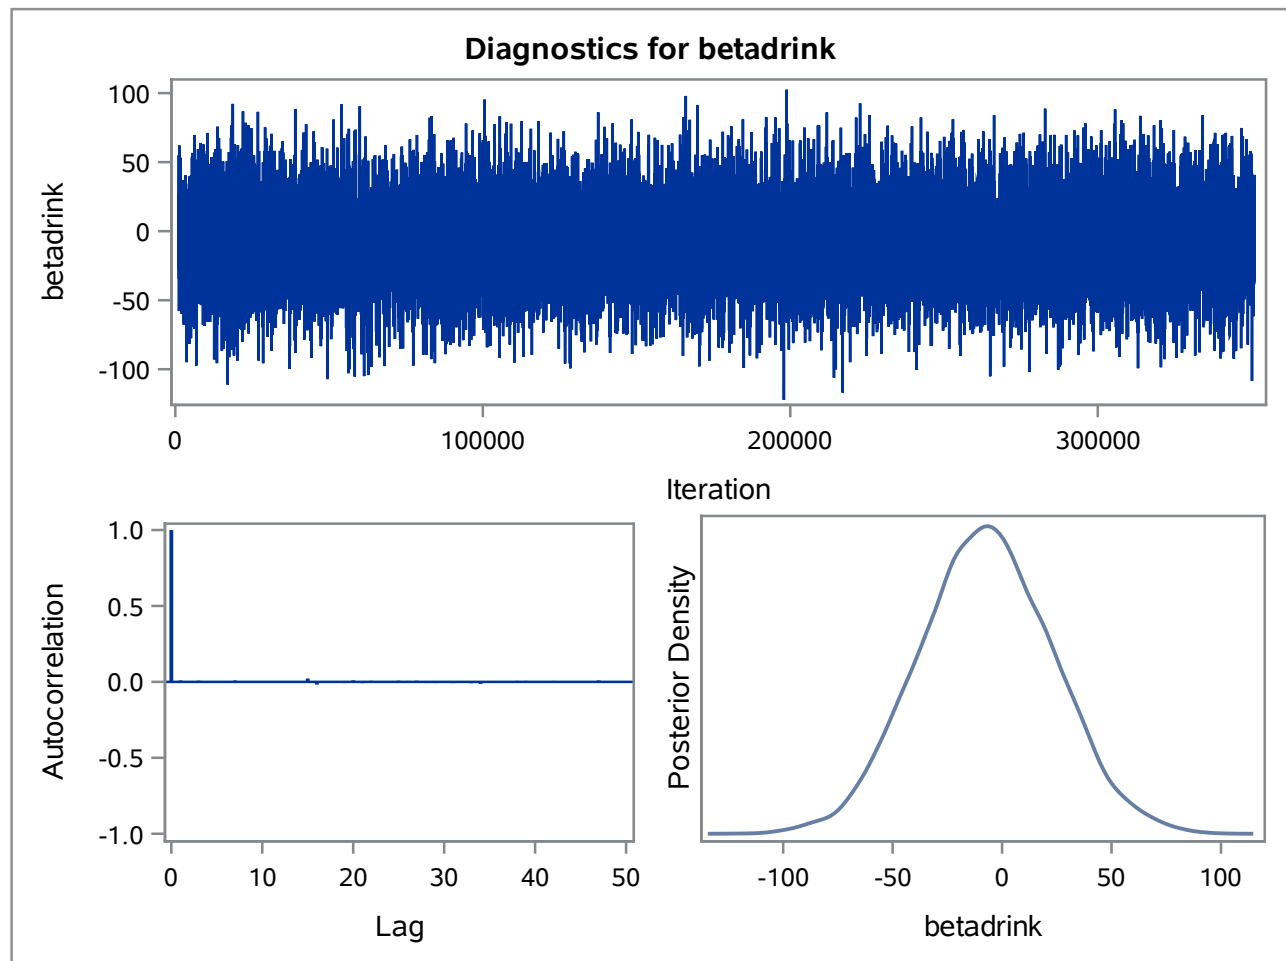 Diagnostics for betadrink
betadrink
100
50
0
-50
-100
0 100000 200000 300000
Iteration
Autocorrelation
1.0
0.5
0.0
-0.5
-1.0
0 10 20 30 40 50
Lag
Posterior Density
-100 -50 0 50 100
betadrink